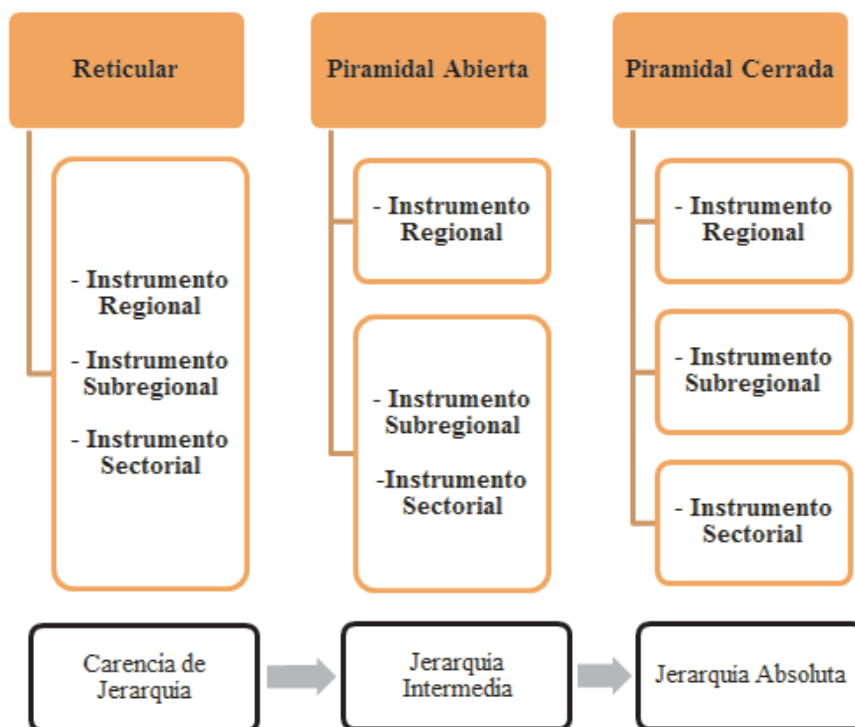 Reticular
- Instrumento
Regional
- Instrumento
Subregional
- Instrumento
Sectorial
Piramidal Abierta
- Instrumento
Regional
- Instrumento
Subregional
-Instrumento
Sectorial
Piramidal Cerrada
- Instrumento
Regional
- Instrumento
Subregional
- Instrumento
Sectorial
Carencia de
Jerarquía
Jerarquía
Intermedia
Jerarquía Absoluta